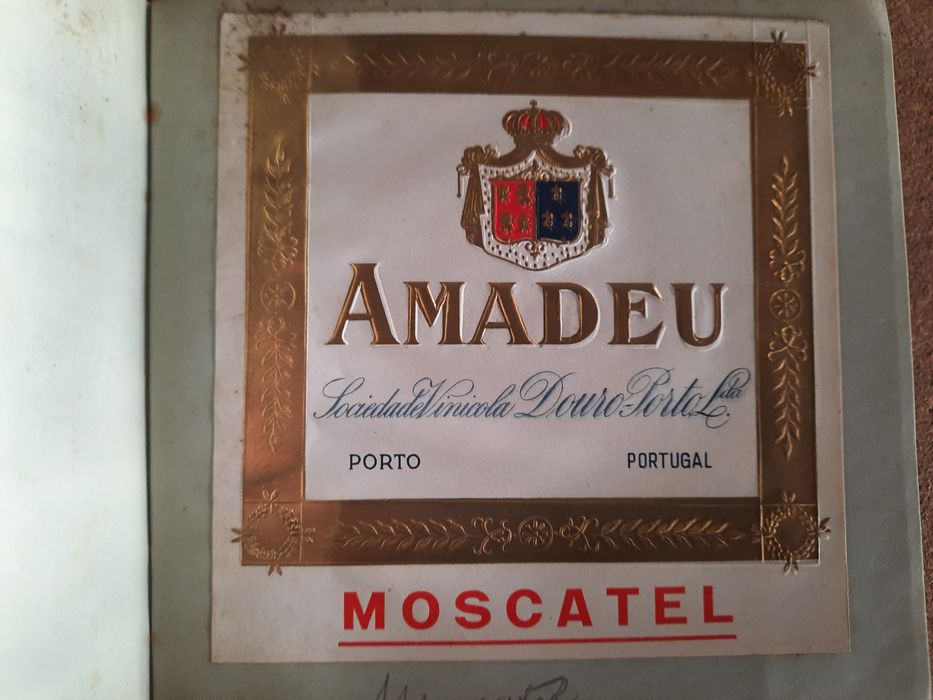 AMADEU
Sociedade Vinicola Douro-Porto Lda.
PORTO PORTUGAL
MOSCATEL